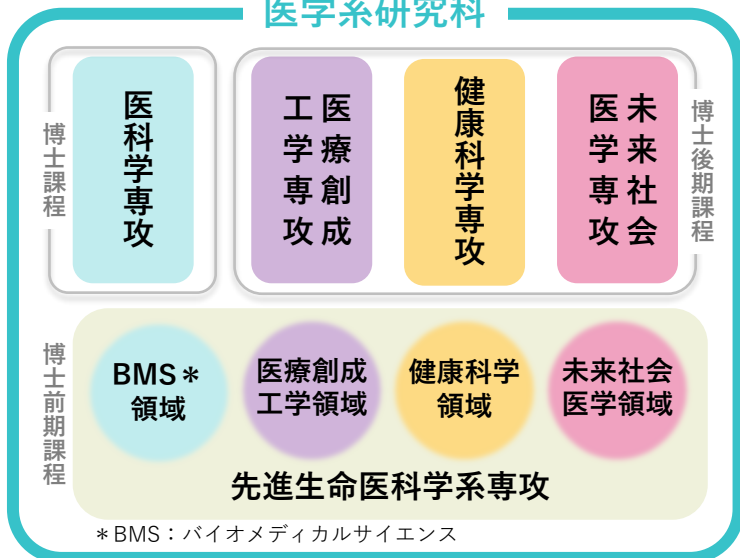 医学系研究科
博士課程
医科学専攻
医療創成
工学専攻
健康科学専攻
未来社会
医学専攻
博士後期課程
博士前期課程
BMS＊
領域
医療創成
工学領域
健康科学
領域
未来社会
医学領域
先進生命医科学系専攻
＊BMS：バイオメディカルサイエンス